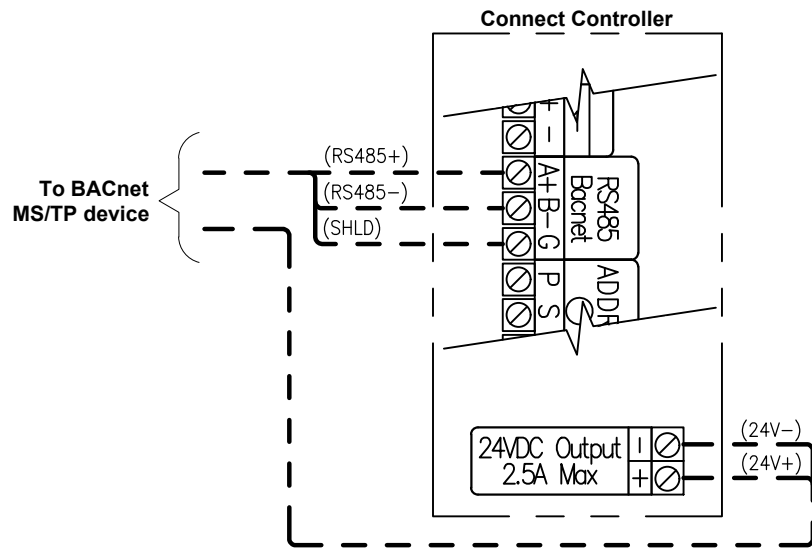 Connect Controller
+
-
(RS485+)
(RS485-)
(SHLD)
A+B-G
RS485
Bacnet
To BACnet
MS/TP device
P S
ADDR
24VDC Output
2.5A Max
-
+
(24V-)
(24V+)